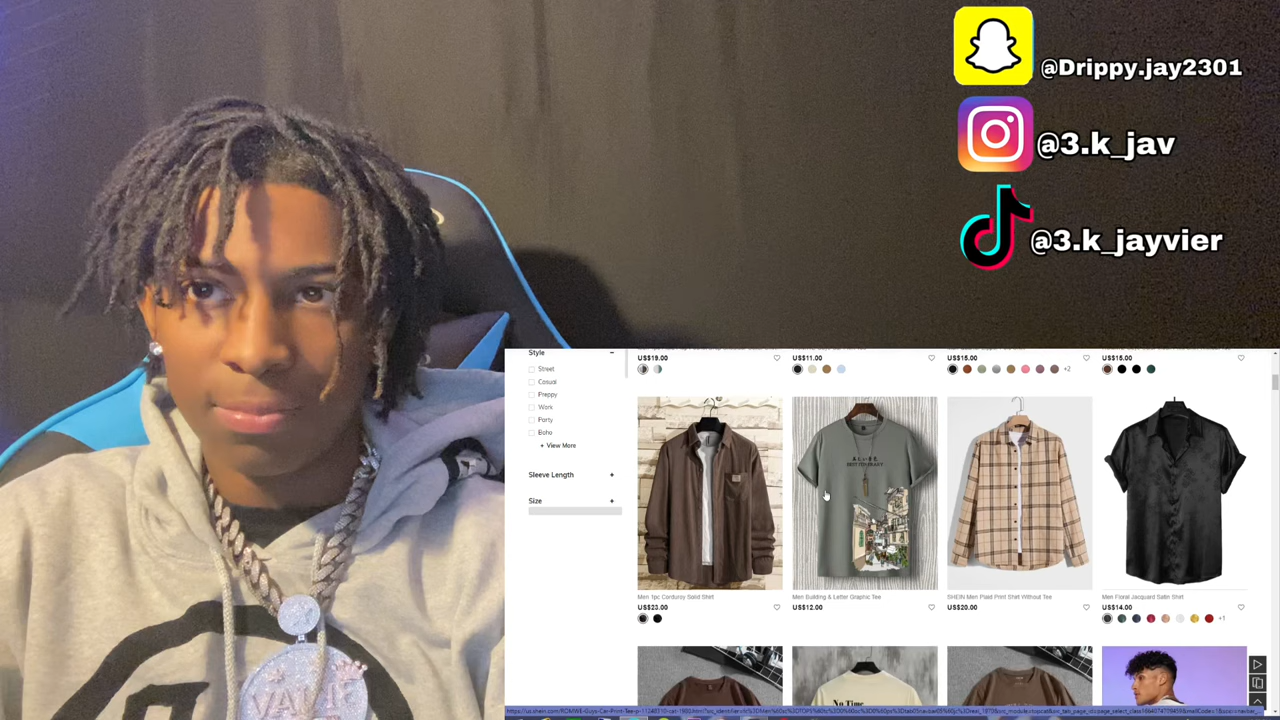 @Drippy.jay2301
@3.k_jav
@3.k_jayvier
Style
Street
Casual
Preppy
Work
Party
Boho
+ View More
Sleeve Length
Size
US$19.00
US$11.00
US$15.00
US$15.00
+2
Men 1pc Corduroy Solid Shirt
US$23.00
Men Building & Letter Graphic Tee
US$12.00
SHEIN Men Plaid Print Shirt Without Tee
US$20.00
Men Floral Jacquard Satin Shirt
US$14.00
+1
No Time